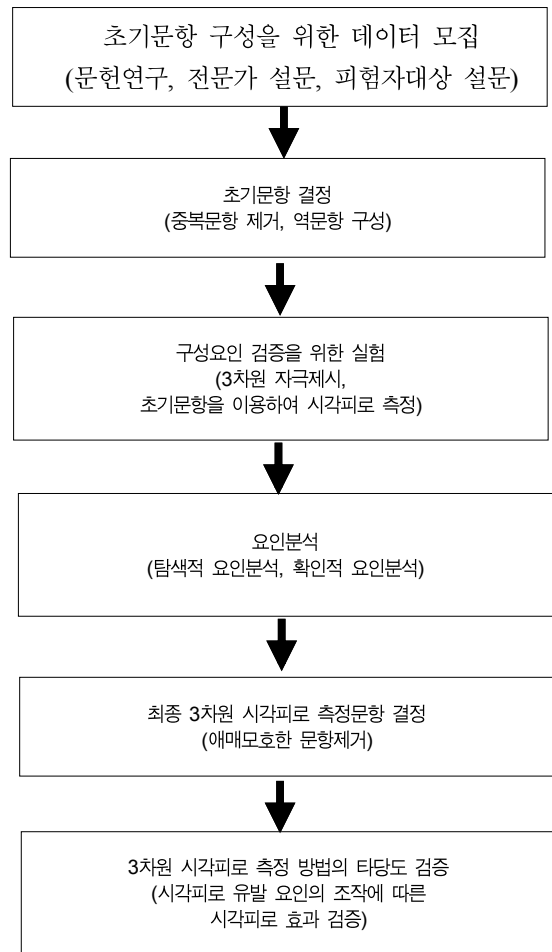 초기문항 구성을 위한 데이터 모집
(문헌연구, 전문가 설문, 피험자대상 설문)
초기문항 결정
(중복문항 제거, 역문항 구성)
구성요인 검증을 위한 실험
(3차원 자극제시,
초기문항을 이용하여 시각피로 측정)
요인분석
(탐색적 요인분석, 확인적 요인분석)
최종 3차원 시각피로 측정문항 결정
(애매모호한 문항제거)
3차원 시각피로 측정 방법의 타당도 검증
(시각피로 유발 요인의 조작에 따른
시각피로 효과 검증)